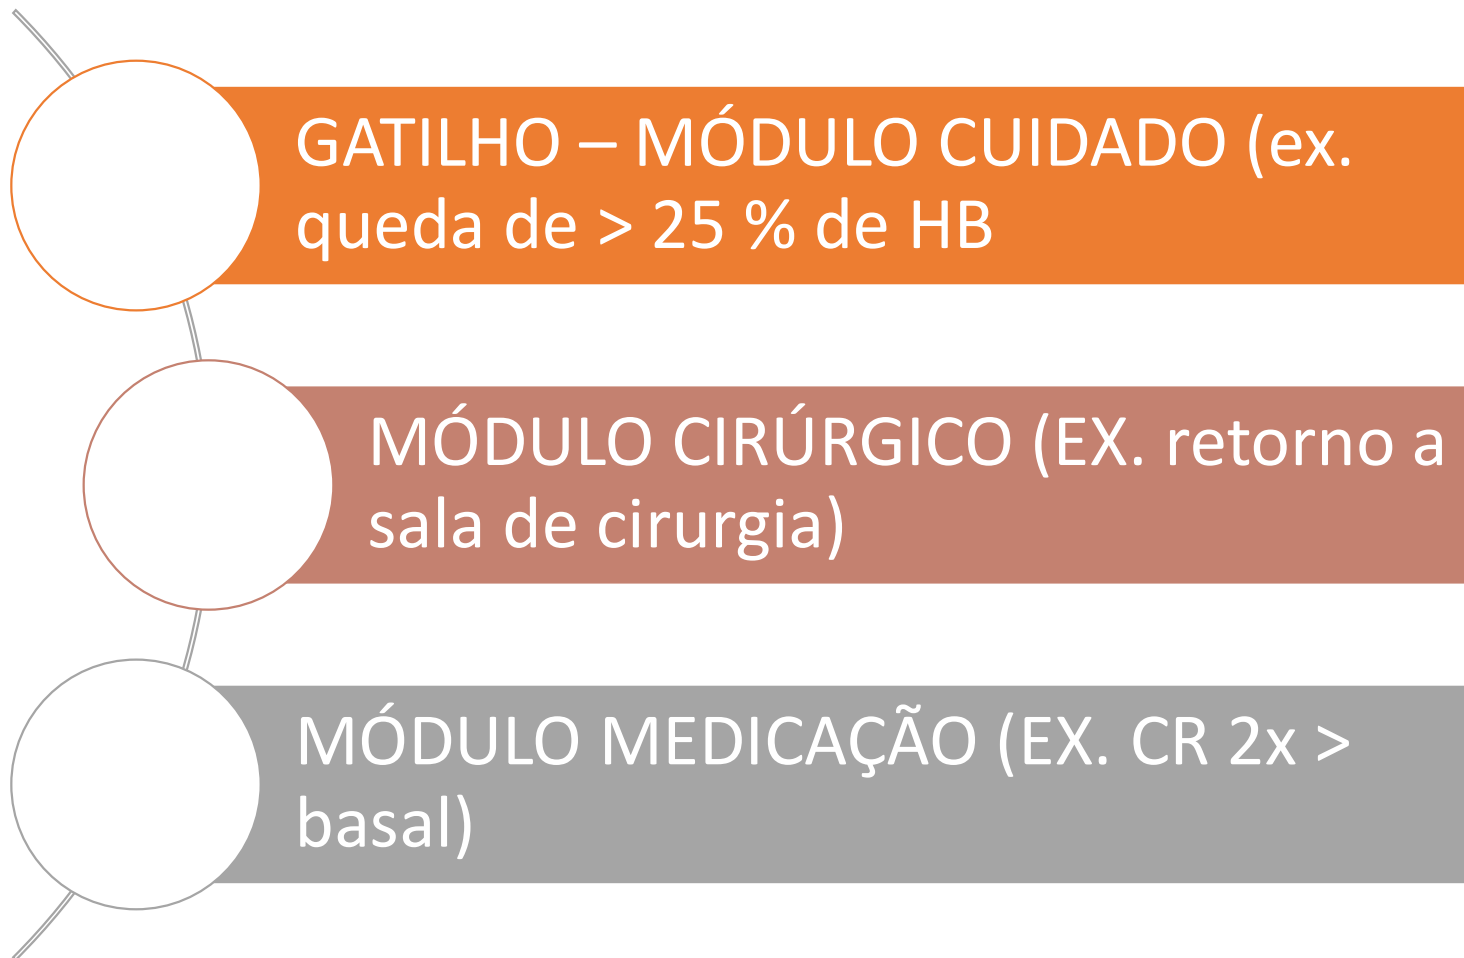 GATILHO – MÓDULO CUIDADO (ex.
queda de > 25 % de HB
MÓDULO CIRÚRGICO (EX. retorno a
sala de cirurgia)
MÓDULO MEDICAÇÃO (EX. CR 2x >
basal)